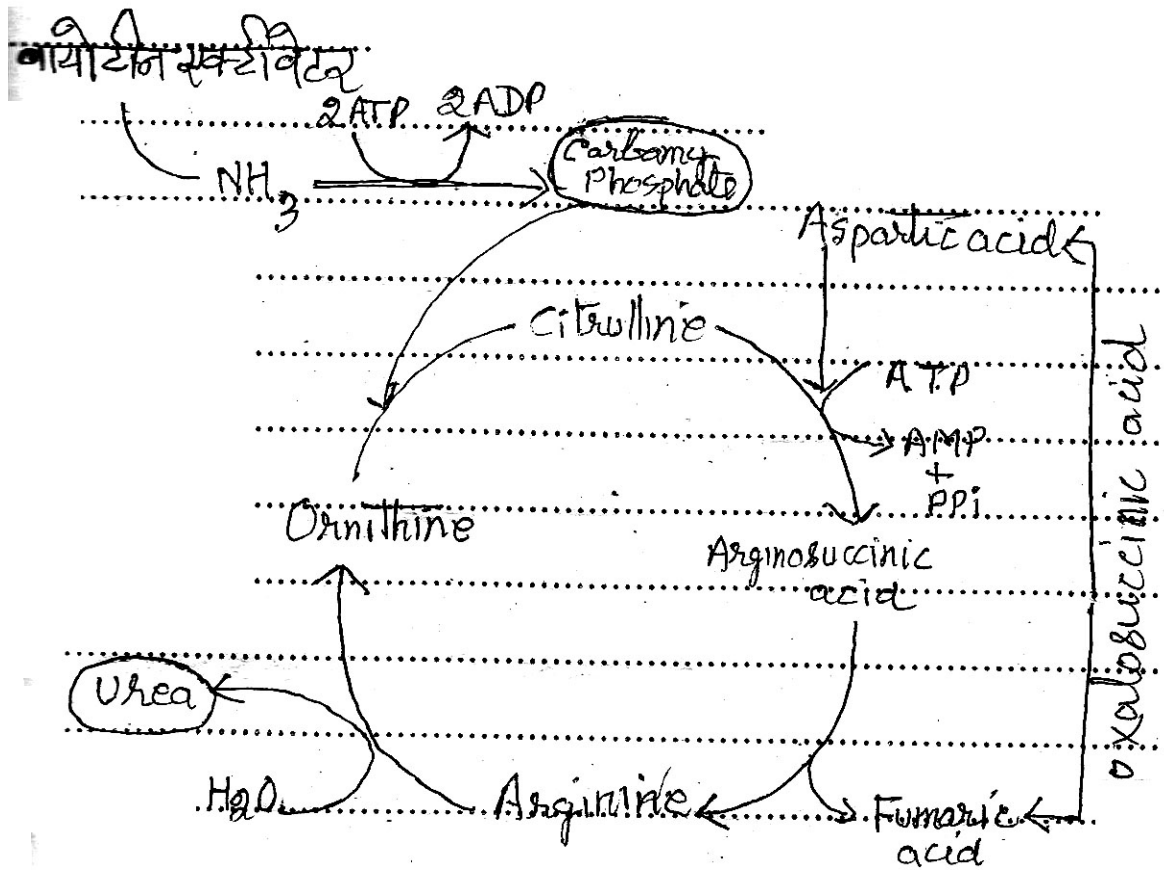 बायोटीन एक्टीवेटर
2ATP 2ADP
Carbamy
Phosphate
NH3
Aspartic acid
Citrulline
ATP
AMP
+
PPi
Ornithine
Arginosuccinic
acid
oxalosuccinic acid
Urea
H2O
Arginine
Fumaric
acid